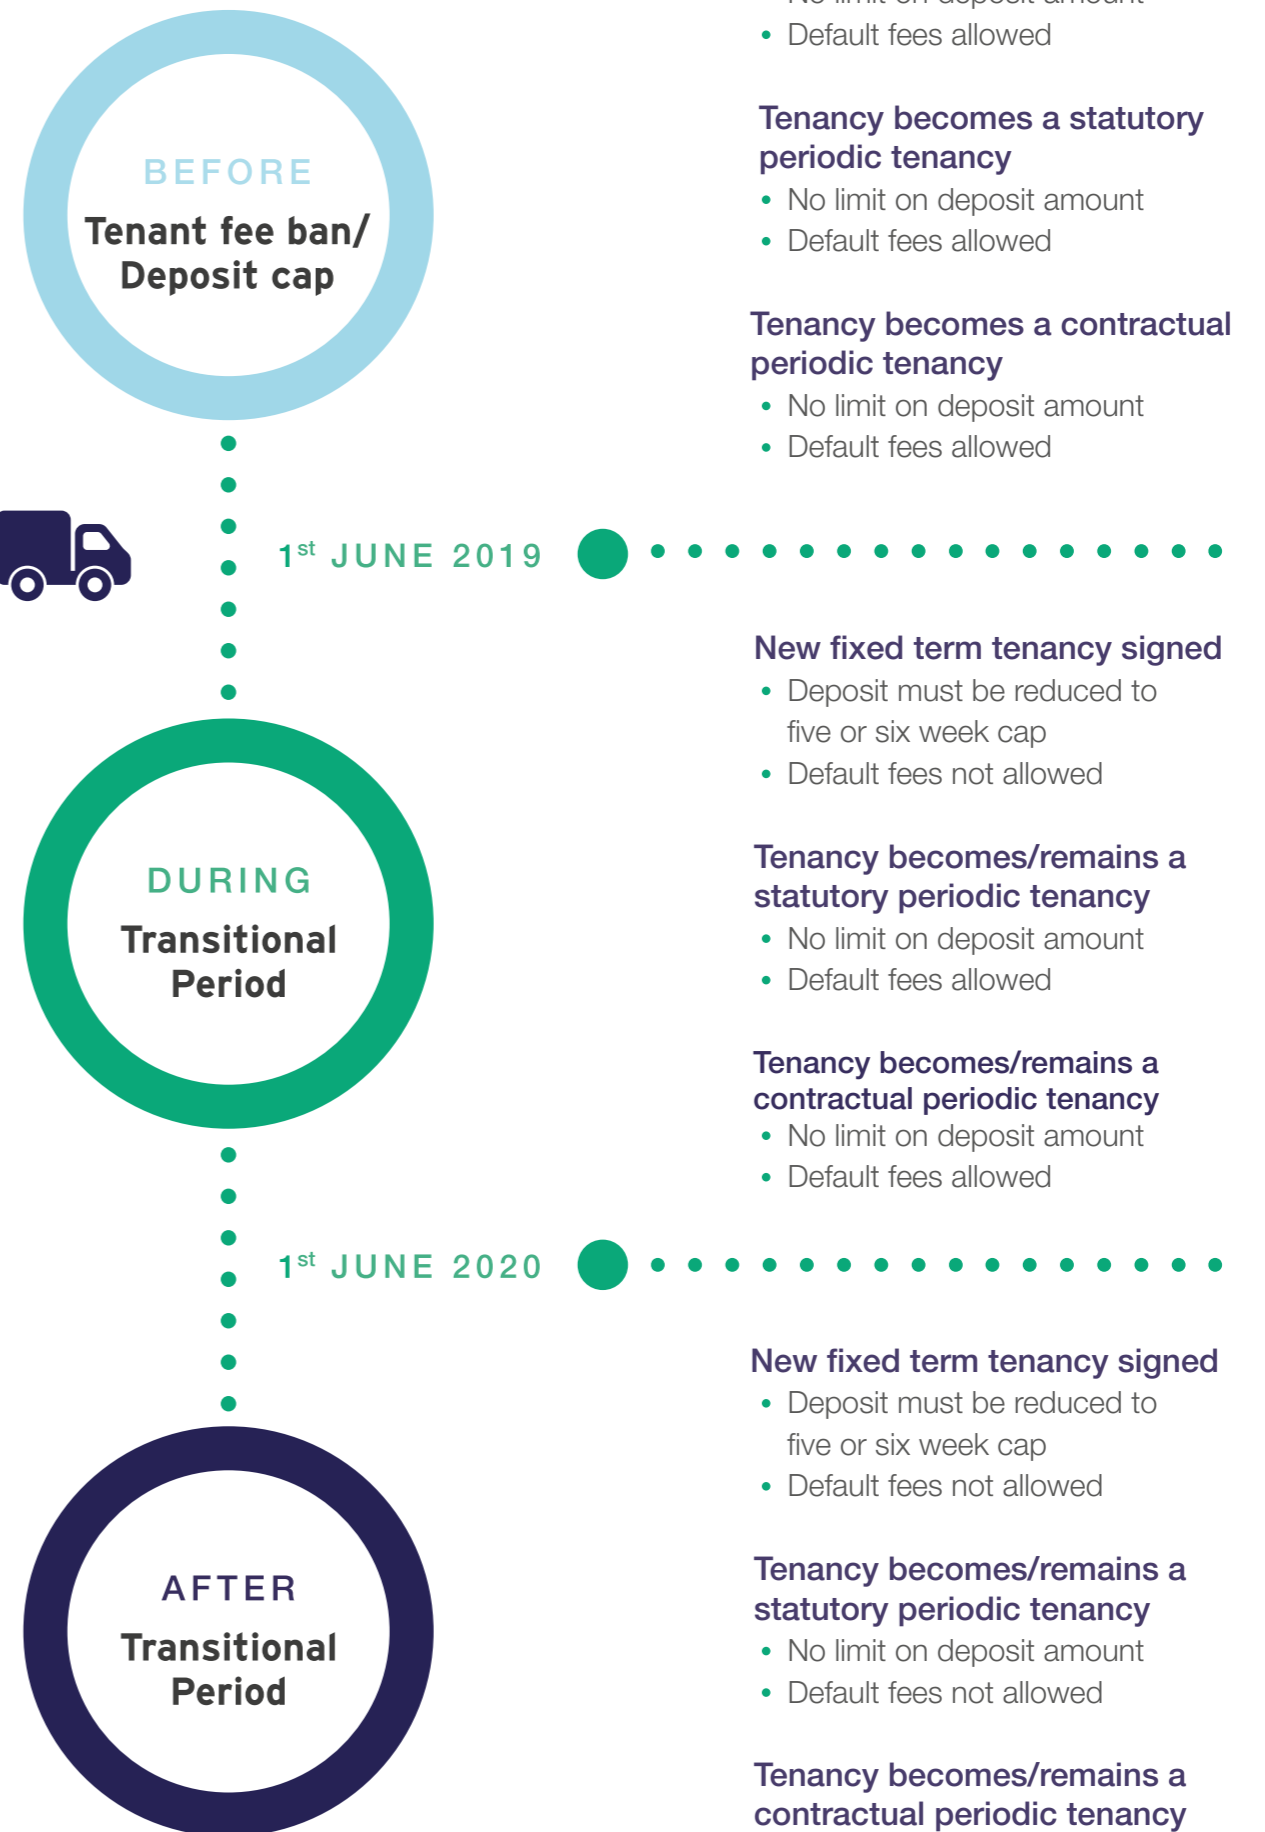 No limit on deposit amount
• Default fees allowed
Tenancy becomes a statutory
periodic tenancy
• No limit on deposit amount
• Default fees allowed
Tenancy becomes a contractual
periodic tenancy
• No limit on deposit amount
• Default fees allowed
BEFORE
Tenant fee ban/
Deposit cap
1st JUNE 2019
New fixed term tenancy signed
• Deposit must be reduced to
five or six week cap
• Default fees not allowed
Tenancy becomes/remains a
statutory periodic tenancy
• No limit on deposit amount
• Default fees allowed
Tenancy becomes/remains a
contractual periodic tenancy
• No limit on deposit amount
• Default fees allowed
DURING
Transitional
Period
1st JUNE 2020
New fixed term tenancy signed
• Deposit must be reduced to
five or six week cap
• Default fees not allowed
Tenancy becomes/remains a
statutory periodic tenancy
• No limit on deposit amount
• Default fees not allowed
Tenancy becomes/remains a
contractual periodic tenancy
AFTER
Transitional
Period